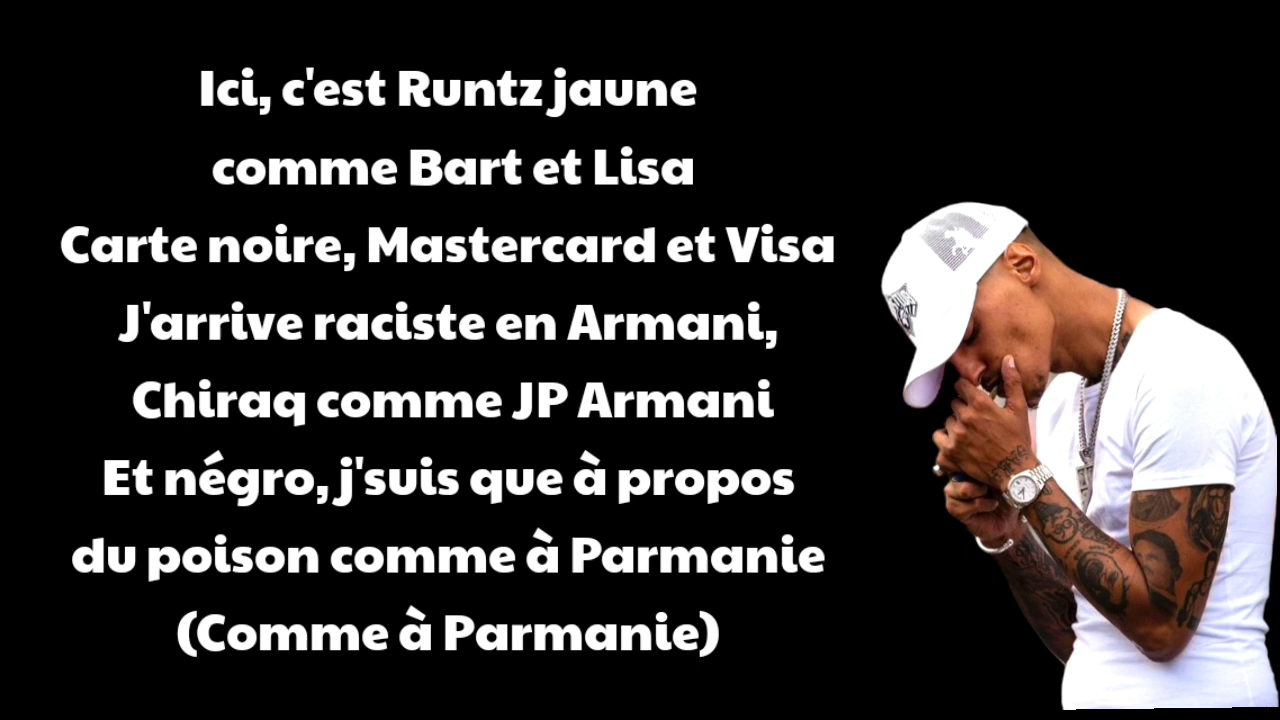 Ici, c'est Runtz jaune
comme Bart et Lisa
Carte noire, Mastercard et Visa
J'arrive raciste en Armani,
Chiraq comme JP Armani
Et négro, j'suis que à propos
du poison comme à Parmanie
(Comme à Parmanie)